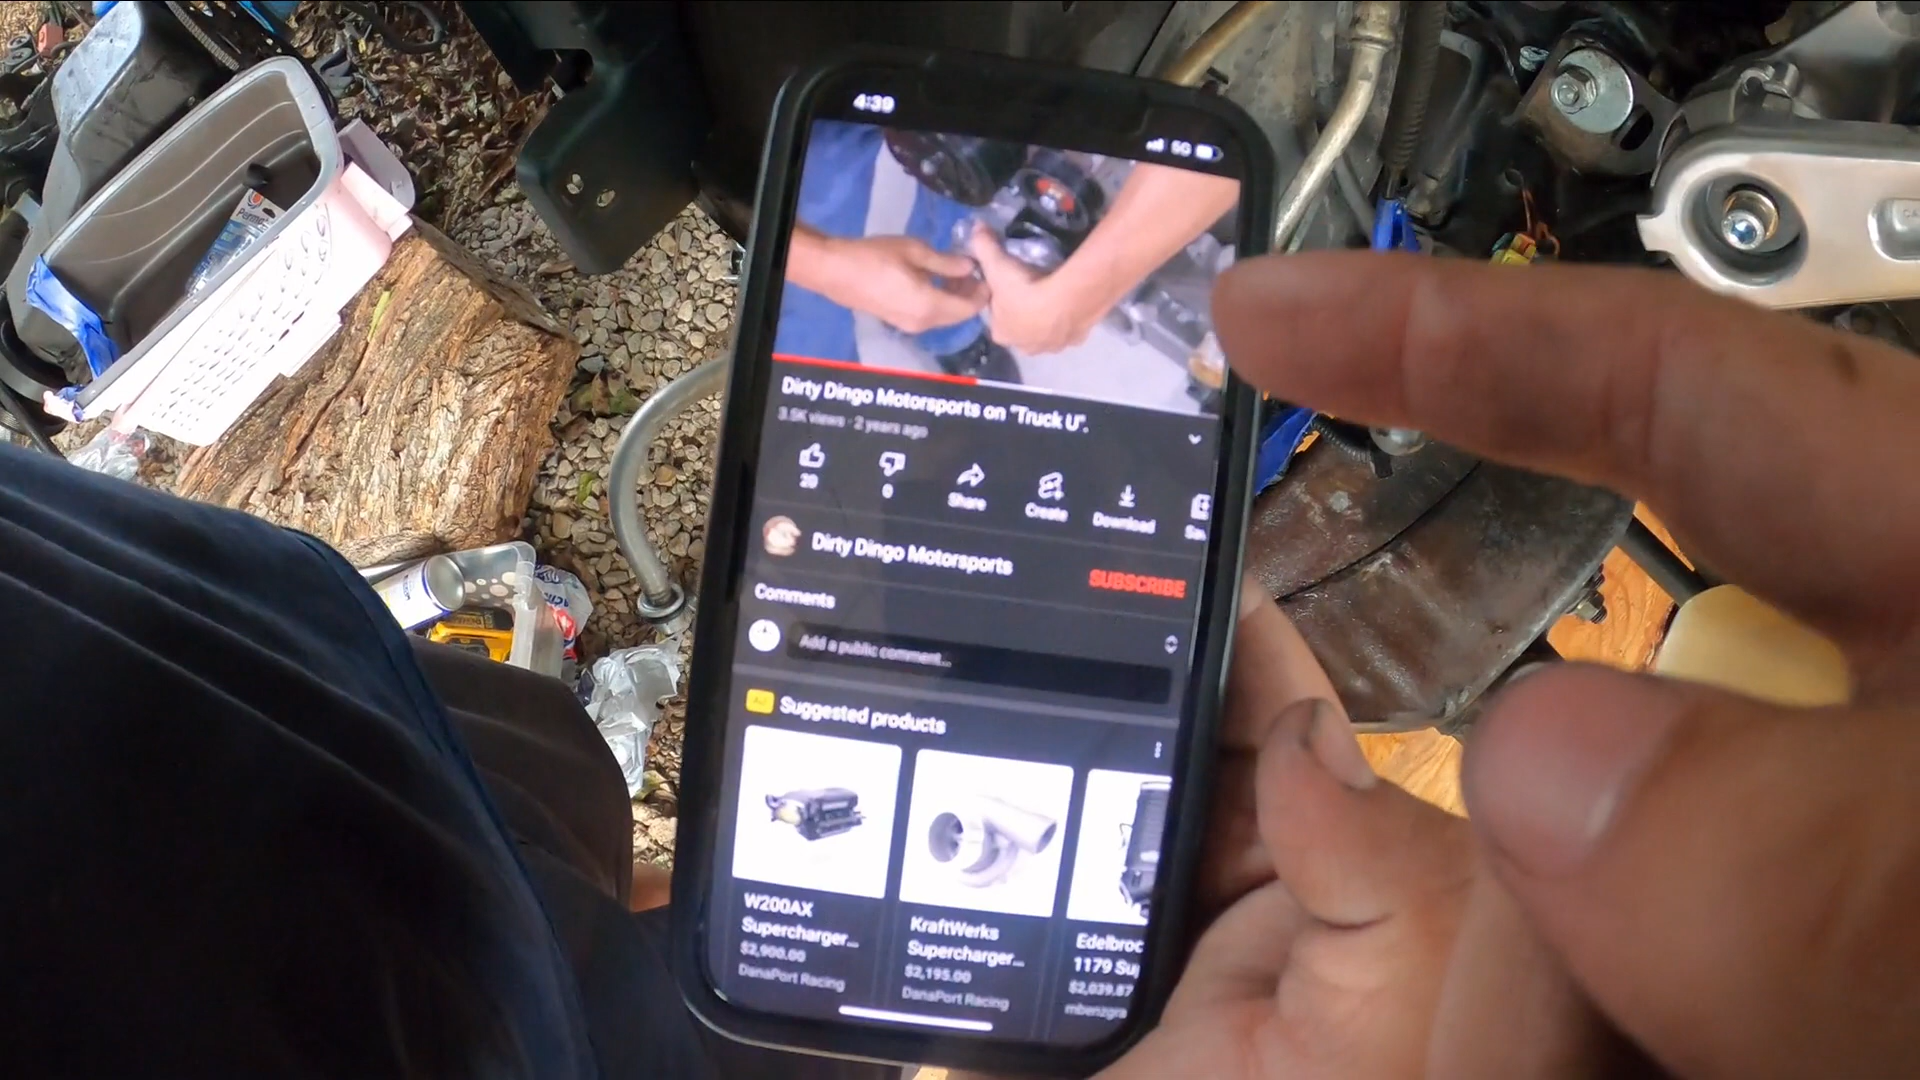 4:39
5G
Dirty Dingo Motorsports on "Truck U".
3.5K views · 2 years ago
29
0
Share
Create
Download
Dirty Dingo Motorsports
SUBSCRIBE
Comments
Add a public comment...
Ad
Suggested products
W200AX
Supercharger...
$2,900.00
DanaPort Racing
KraftWerks
Supercharger...
$2,195.00
DanaPort Racing
Edelbroc
1179 Su
$2,039.87
mbenzgra